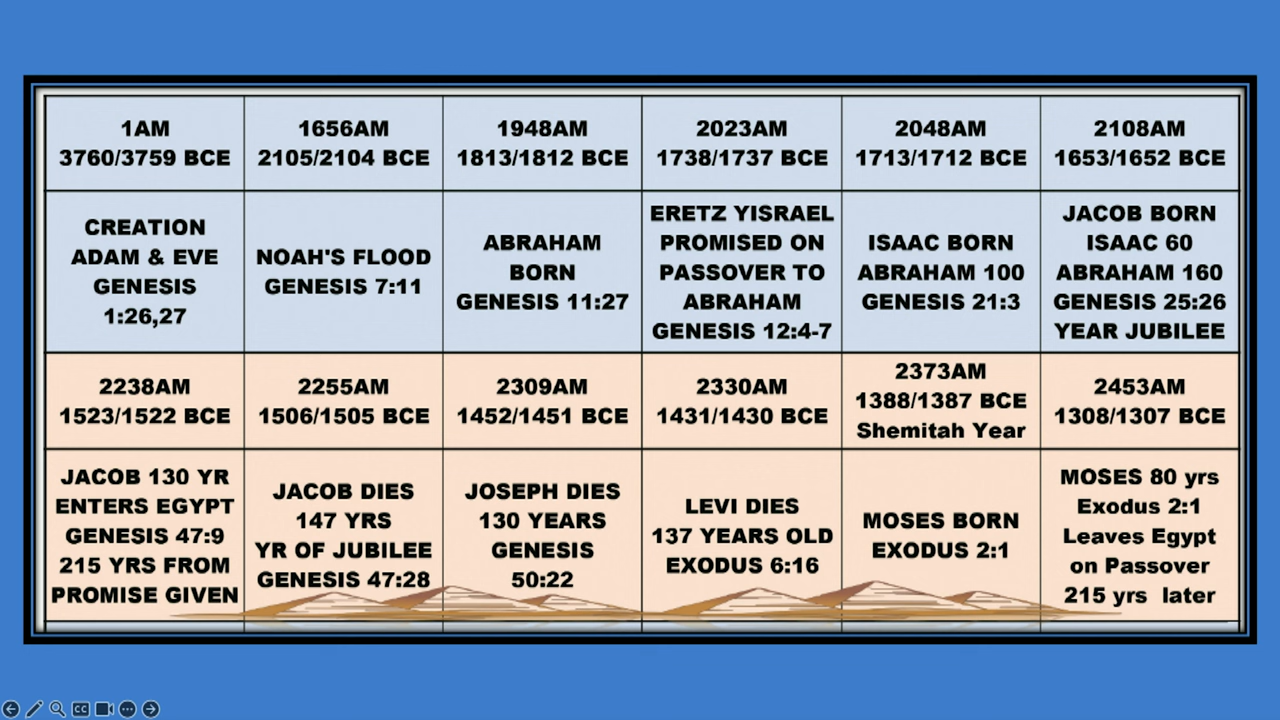 1AM
3760/3759 BCE
1656AM
2105/2104 BCE
1948AM
1813/1812 BCE
2023AM
1738/1737 BCE
2048AM
1713/1712 BCE
2108AM
1653/1652 BCE
CREATION
ADAM & EVE
GENESIS
1:26,27
NOAH'S FLOOD
GENESIS 7:11
ABRAHAM
BORN
GENESIS 11:27
ERETZ YISRAEL
PROMISED ON
PASSOVER TO
ABRAHAM
GENESIS 12:4-7
ISAAC BORN
ABRAHAM 100
GENESIS 21:3
JACOB BORN
ISAAC 60
ABRAHAM 160
GENESIS 25:26
YEAR JUBILEE
2238AM
1523/1522 BCE
2255AM
1506/1505 BCE
2309AM
1452/1451 BCE
2330AM
1431/1430 BCE
2373AM
1388/1387 BCE
Shemitah Year
2453AM
1308/1307 BCE
JACOB 130 YR
ENTERS EGYPT
GENESIS 47:9
215 YRS FROM
PROMISE GIVEN
JACOB DIES
147 YRS
YR OF JUBILEE
GENESIS 47:28
JOSEPH DIES
130 YEARS
GENESIS
50:22
LEVI DIES
137 YEARS OLD
EXODUS 6:16
MOSES BORN
EXODUS 2:1
MOSES 80 yrs
Exodus 2:1
Leaves Egypt
on Passover
215 yrs later
CC